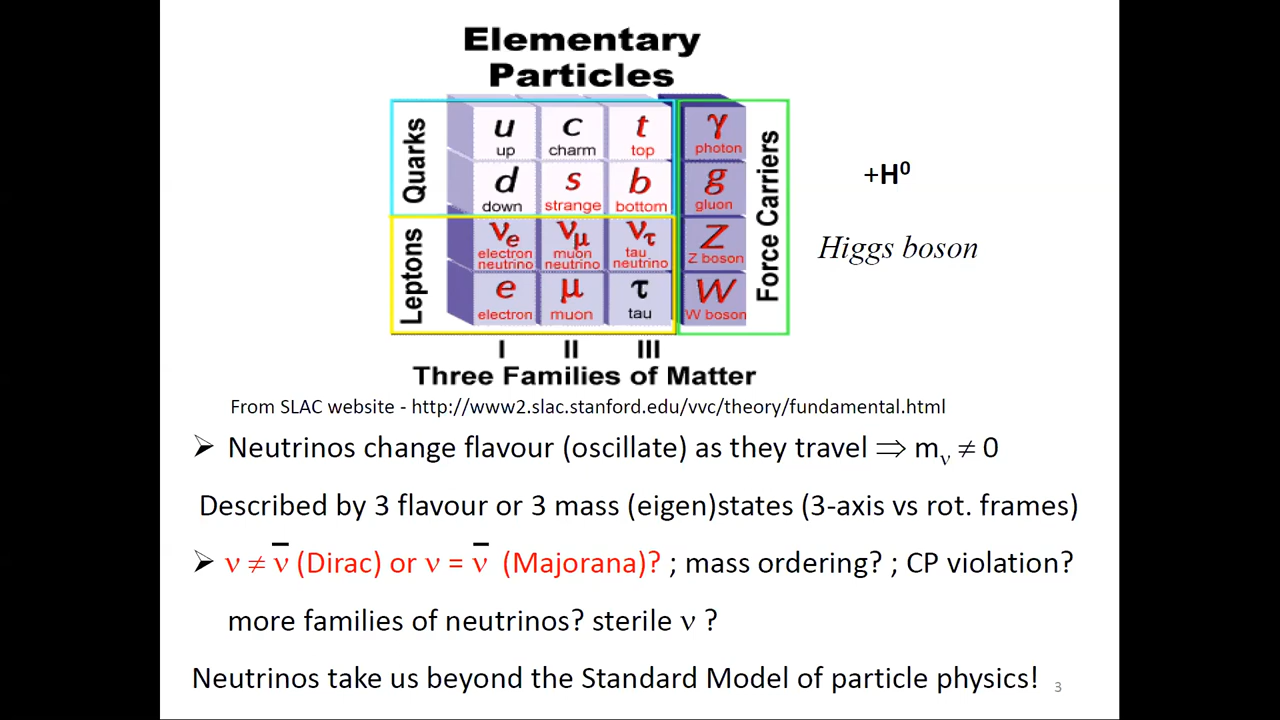 Elementary
Particles
Quarks
u
up
c
charm
t
top
γ
photon
d
down
s
strange
b
bottom
g
gluon
Leptons
νe
electron
neutrino
νμ
muon
neutrino
ντ
tau
neutrino
Z
Z boson
e
electron
μ
muon
τ
tau
W
W boson
Force Carriers
I II III
Three Families of Matter
+H⁰
Higgs boson
From SLAC website - http://www2.slac.stanford.edu/vvc/theory/fundamental.html
➢ Neutrinos change flavour (oscillate) as they travel ⇒ mν ≠ 0
Described by 3 flavour or 3 mass (eigen)states (3-axis vs rot. frames)
➢ ν ≠ ν̅ (Dirac) or ν = ν̅ (Majorana)? ; mass ordering? ; CP violation?
more families of neutrinos? sterile ν ?
Neutrinos take us beyond the Standard Model of particle physics!
3